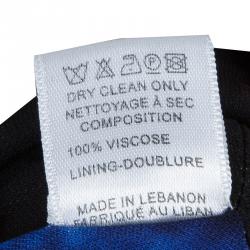 DRY CLEAN ONLY
NETTOYAGE À SEC
COMPOSITION
100% VISCOSE
LINING-DOUBLURE
MADE IN LEBANON
FABRIQUÉ AU LIBAN